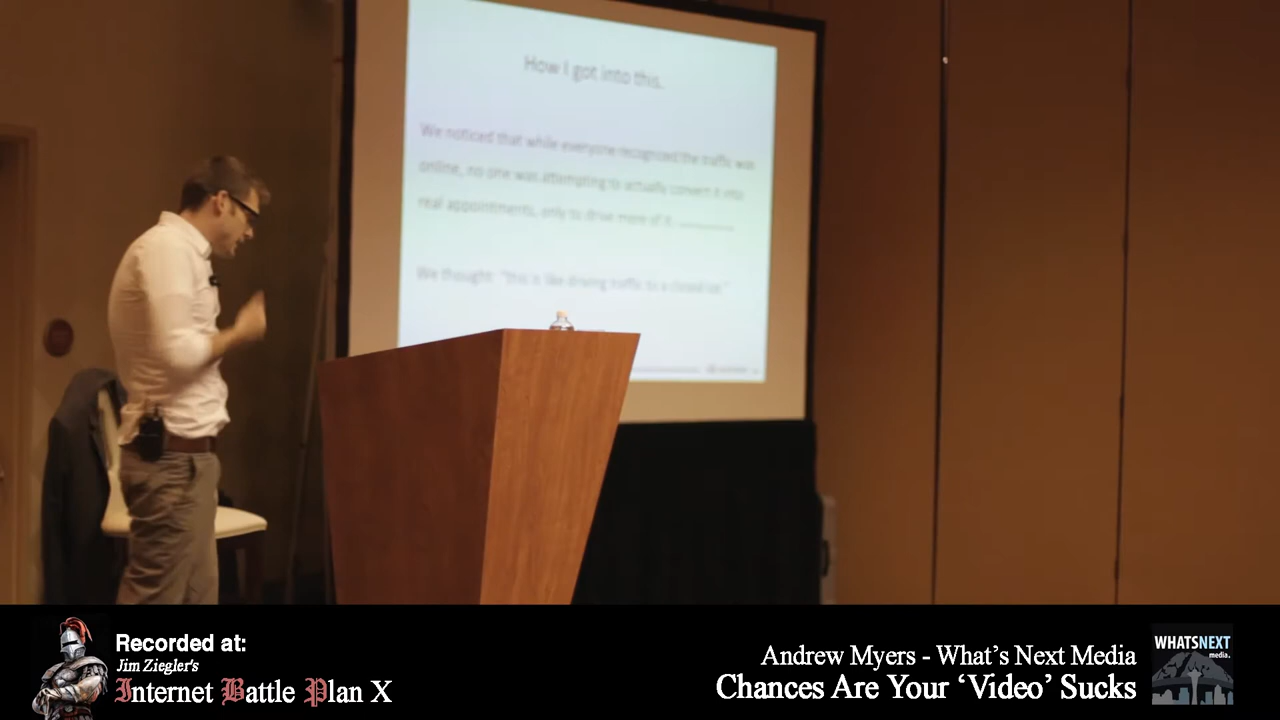 How I got into this.
We noticed that while everyone recognized the traffic was
online, no one was attempting to actually convert it into
real appointments, only to drive more of it
We thought: "this is like driving traffic to a closed lot."
Recorded at:
Jim Ziegler's
Internet Battle Plan X
Andrew Myers - What's Next Media
Chances Are Your ‘Video’ Sucks
WHATSNEXT
media.